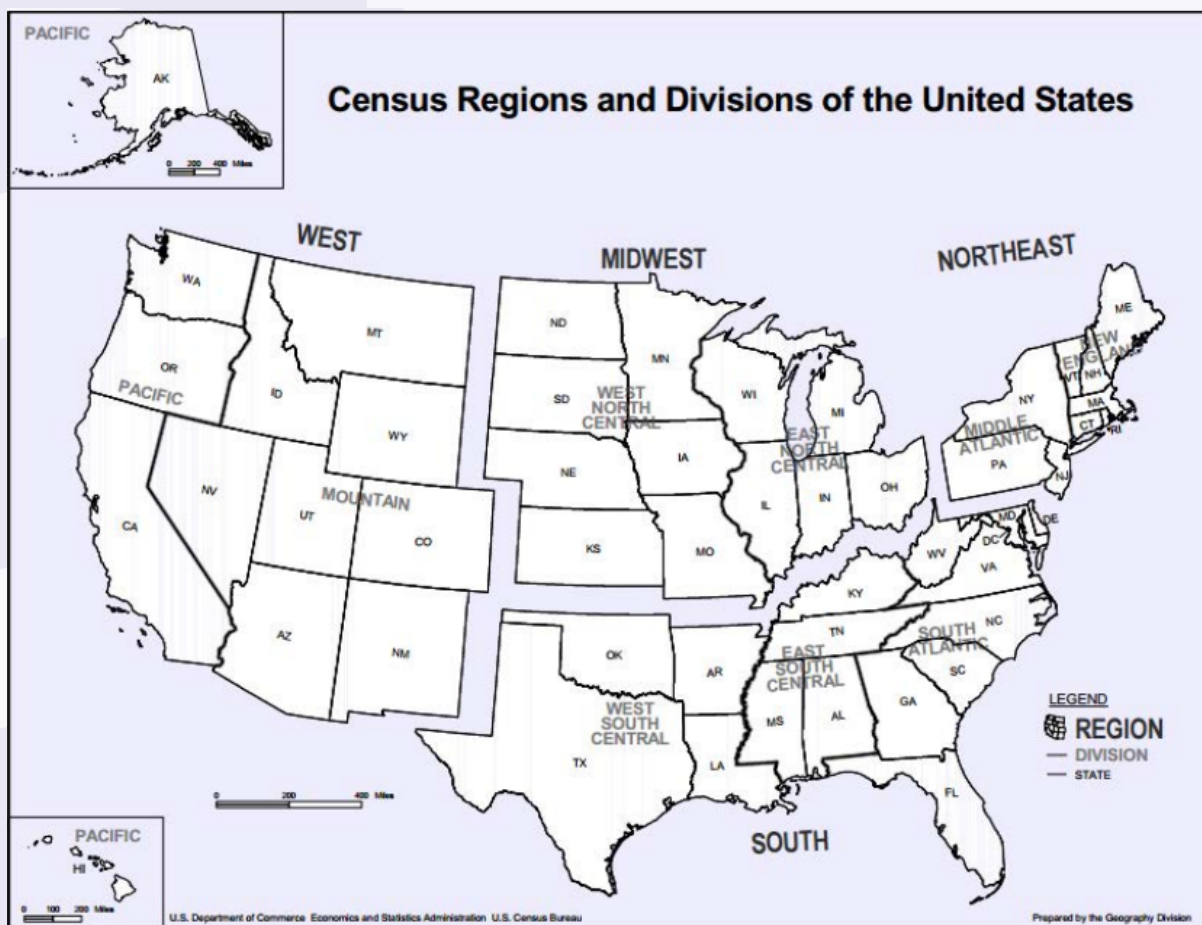 PACIFIC
AK
0 200 400 Miles
Census Regions and Divisions of the United States
WEST
MIDWEST
NORTHEAST
WA
MT
OR
ID
PACIFIC
WY
NV
UT
MOUNTAIN
CA
CO
AZ
NM
ND
MN
SD
WEST
NORTH
CENTRAL
WI
MI
IA
NE
EAST
NORTH
CENTRAL
IL
IN
OH
KS
MO
ME
NEW
ENGLAND
VT
NH
NY
MA
CT
RI
MIDDLE
ATLANTIC
PA
NJ
MD
DE
DC
WV
VA
KY
NC
TN
SOUTH
ATLANTIC
SC
EAST
SOUTH
CENTRAL
OK
AR
MS
AL
GA
WEST
SOUTH
CENTRAL
TX
LA
FL
SOUTH
LEGEND
REGION
DIVISION
STATE
0 200 400 Miles
PACIFIC
HI
0 100 200 Miles
U.S. Department of Commerce Economics and Statistics Administration U.S. Census Bureau
Prepared by the Geography Division